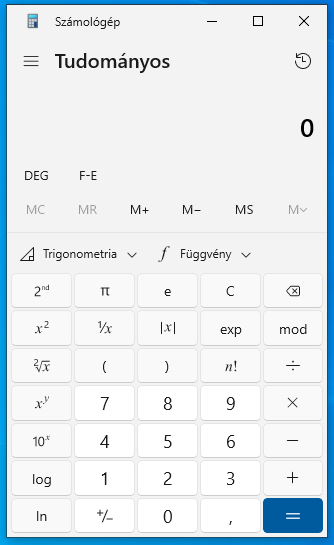 Számológép
Tudományos
0
DEG F-E
MC MR M+ M− MS M
Trigonometria f Függvény
2ⁿᵈ π e C
x² ¹/x |x| exp mod
²√x ( ) n! ÷
xʸ 7 8 9 ×
10ˣ 4 5 6 −
log 1 2 3 +
ln +/− 0 , =